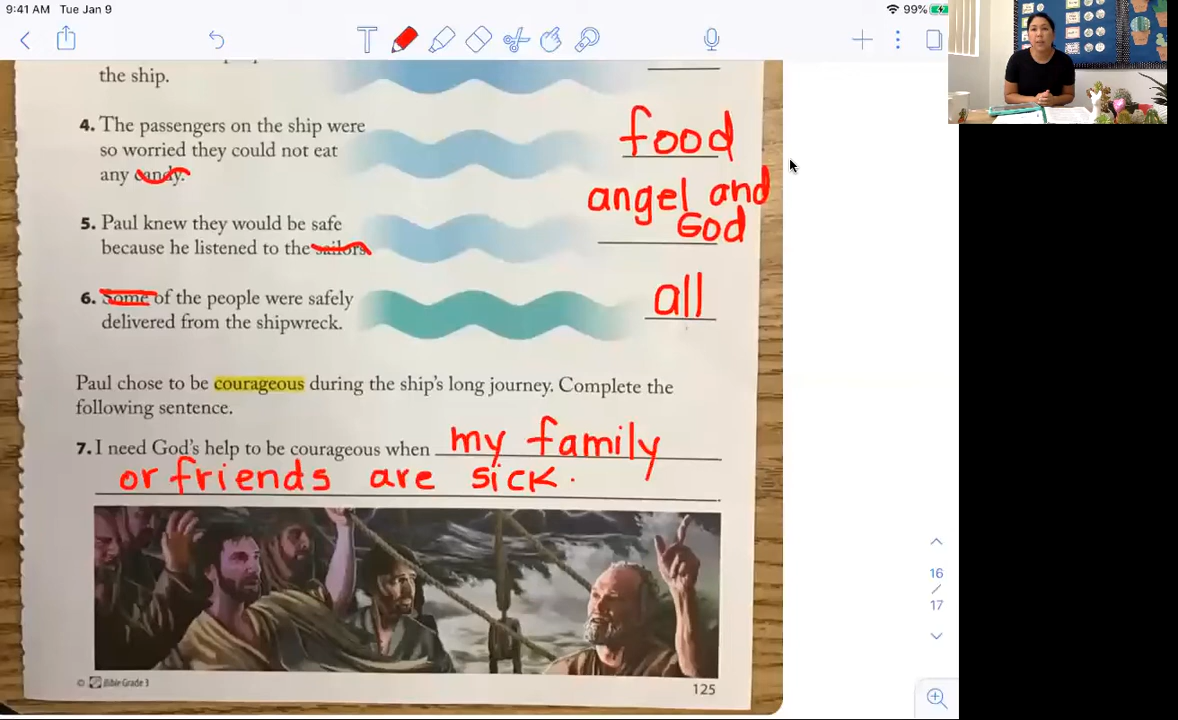 9:41 AM Tue Jan 9
99%
the ship.
4. The passengers on the ship were
so worried they could not eat
any candy.
food
5. Paul knew they would be safe
because he listened to the sailors.
angel and
God
6. Some of the people were safely
delivered from the shipwreck.
all
Paul chose to be courageous during the ship's long journey. Complete the
following sentence.
7. I need God's help to be courageous when my family
or friends are sick.
© Bible Grade 3
125
16
/
17